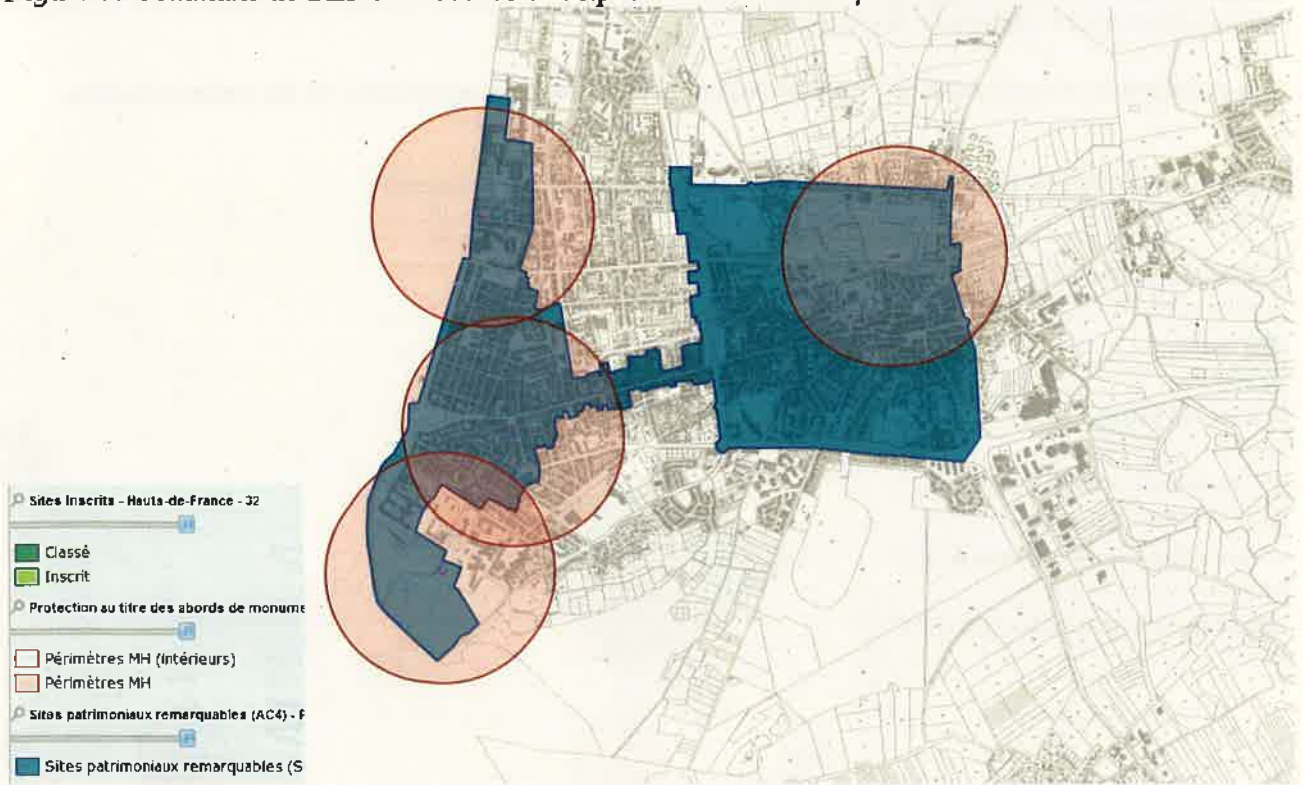 Sites Inscrits - Hauts-de-France - 32
Classé
Inscrit
Protection au titre des abords de monume
Périmètres MH (intérieurs)
Périmètres MH
Sites patrimoniaux remarquables (AC4) -
Sites patrimoniaux remarquables (S